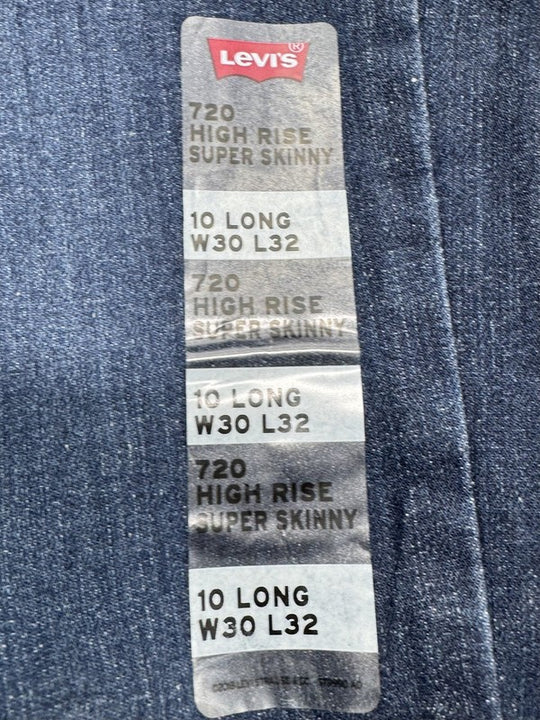 LEVI'S®
720
HIGH RISE
SUPER SKINNY
10 LONG
W30 L32
720
HIGH RISE
SUPER SKINNY
10 LONG
W30 L32
720
HIGH RISE
SUPER SKINNY
10 LONG
W30 L32